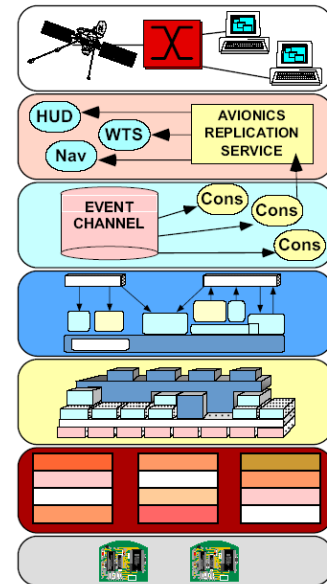 HUD
WTS
Nav
AVIONICS
REPLICATION
SERVICE
EVENT
CHANNEL
Cons
Cons
Cons